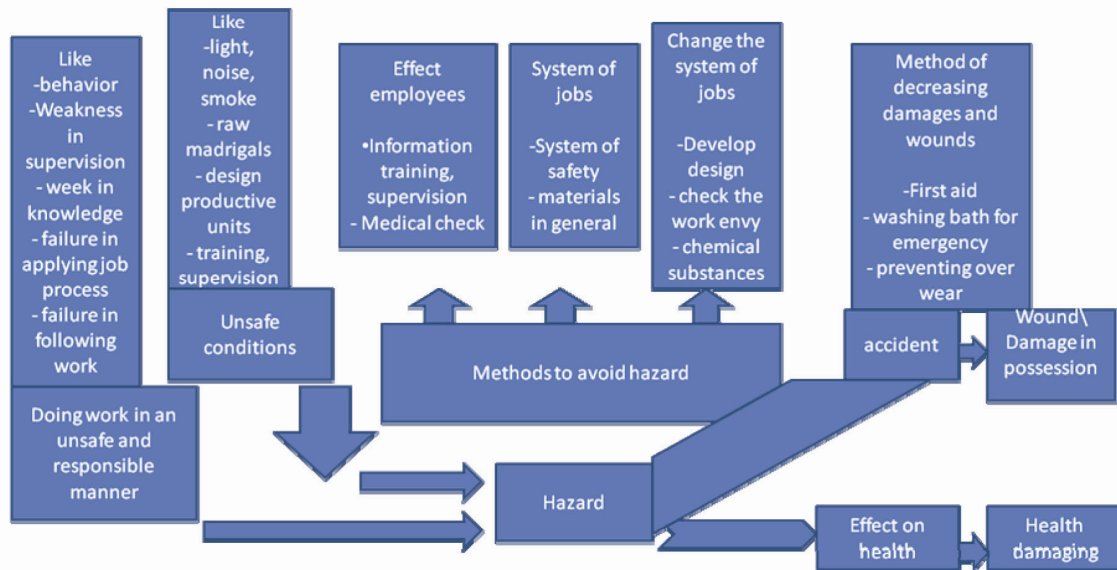 Like
-behavior
-Weakness
in
supervision
- week in
knowledge
- failure in
applying job
process
- failure in
following
work
Doing work in an
unsafe and
responsible
manner
Like
-light,
noise,
smoke
- raw
madrigals
- design
productive
units
- training,
supervision
Unsafe
conditions
Effect
employees
•Information
training,
supervision
- Medical check
System of
jobs
-System of
safety
- materials
in general
Change the
system of
jobs
-Develop
design
- check the
work envy
- chemical
substances
Methods to avoid hazard
Method of
decreasing
damages and
wounds
-First aid
- washing bath for
emergency
- preventing over
wear
accident
Wound\
Damage in
possession
Hazard
Effect on
health
Health
damaging